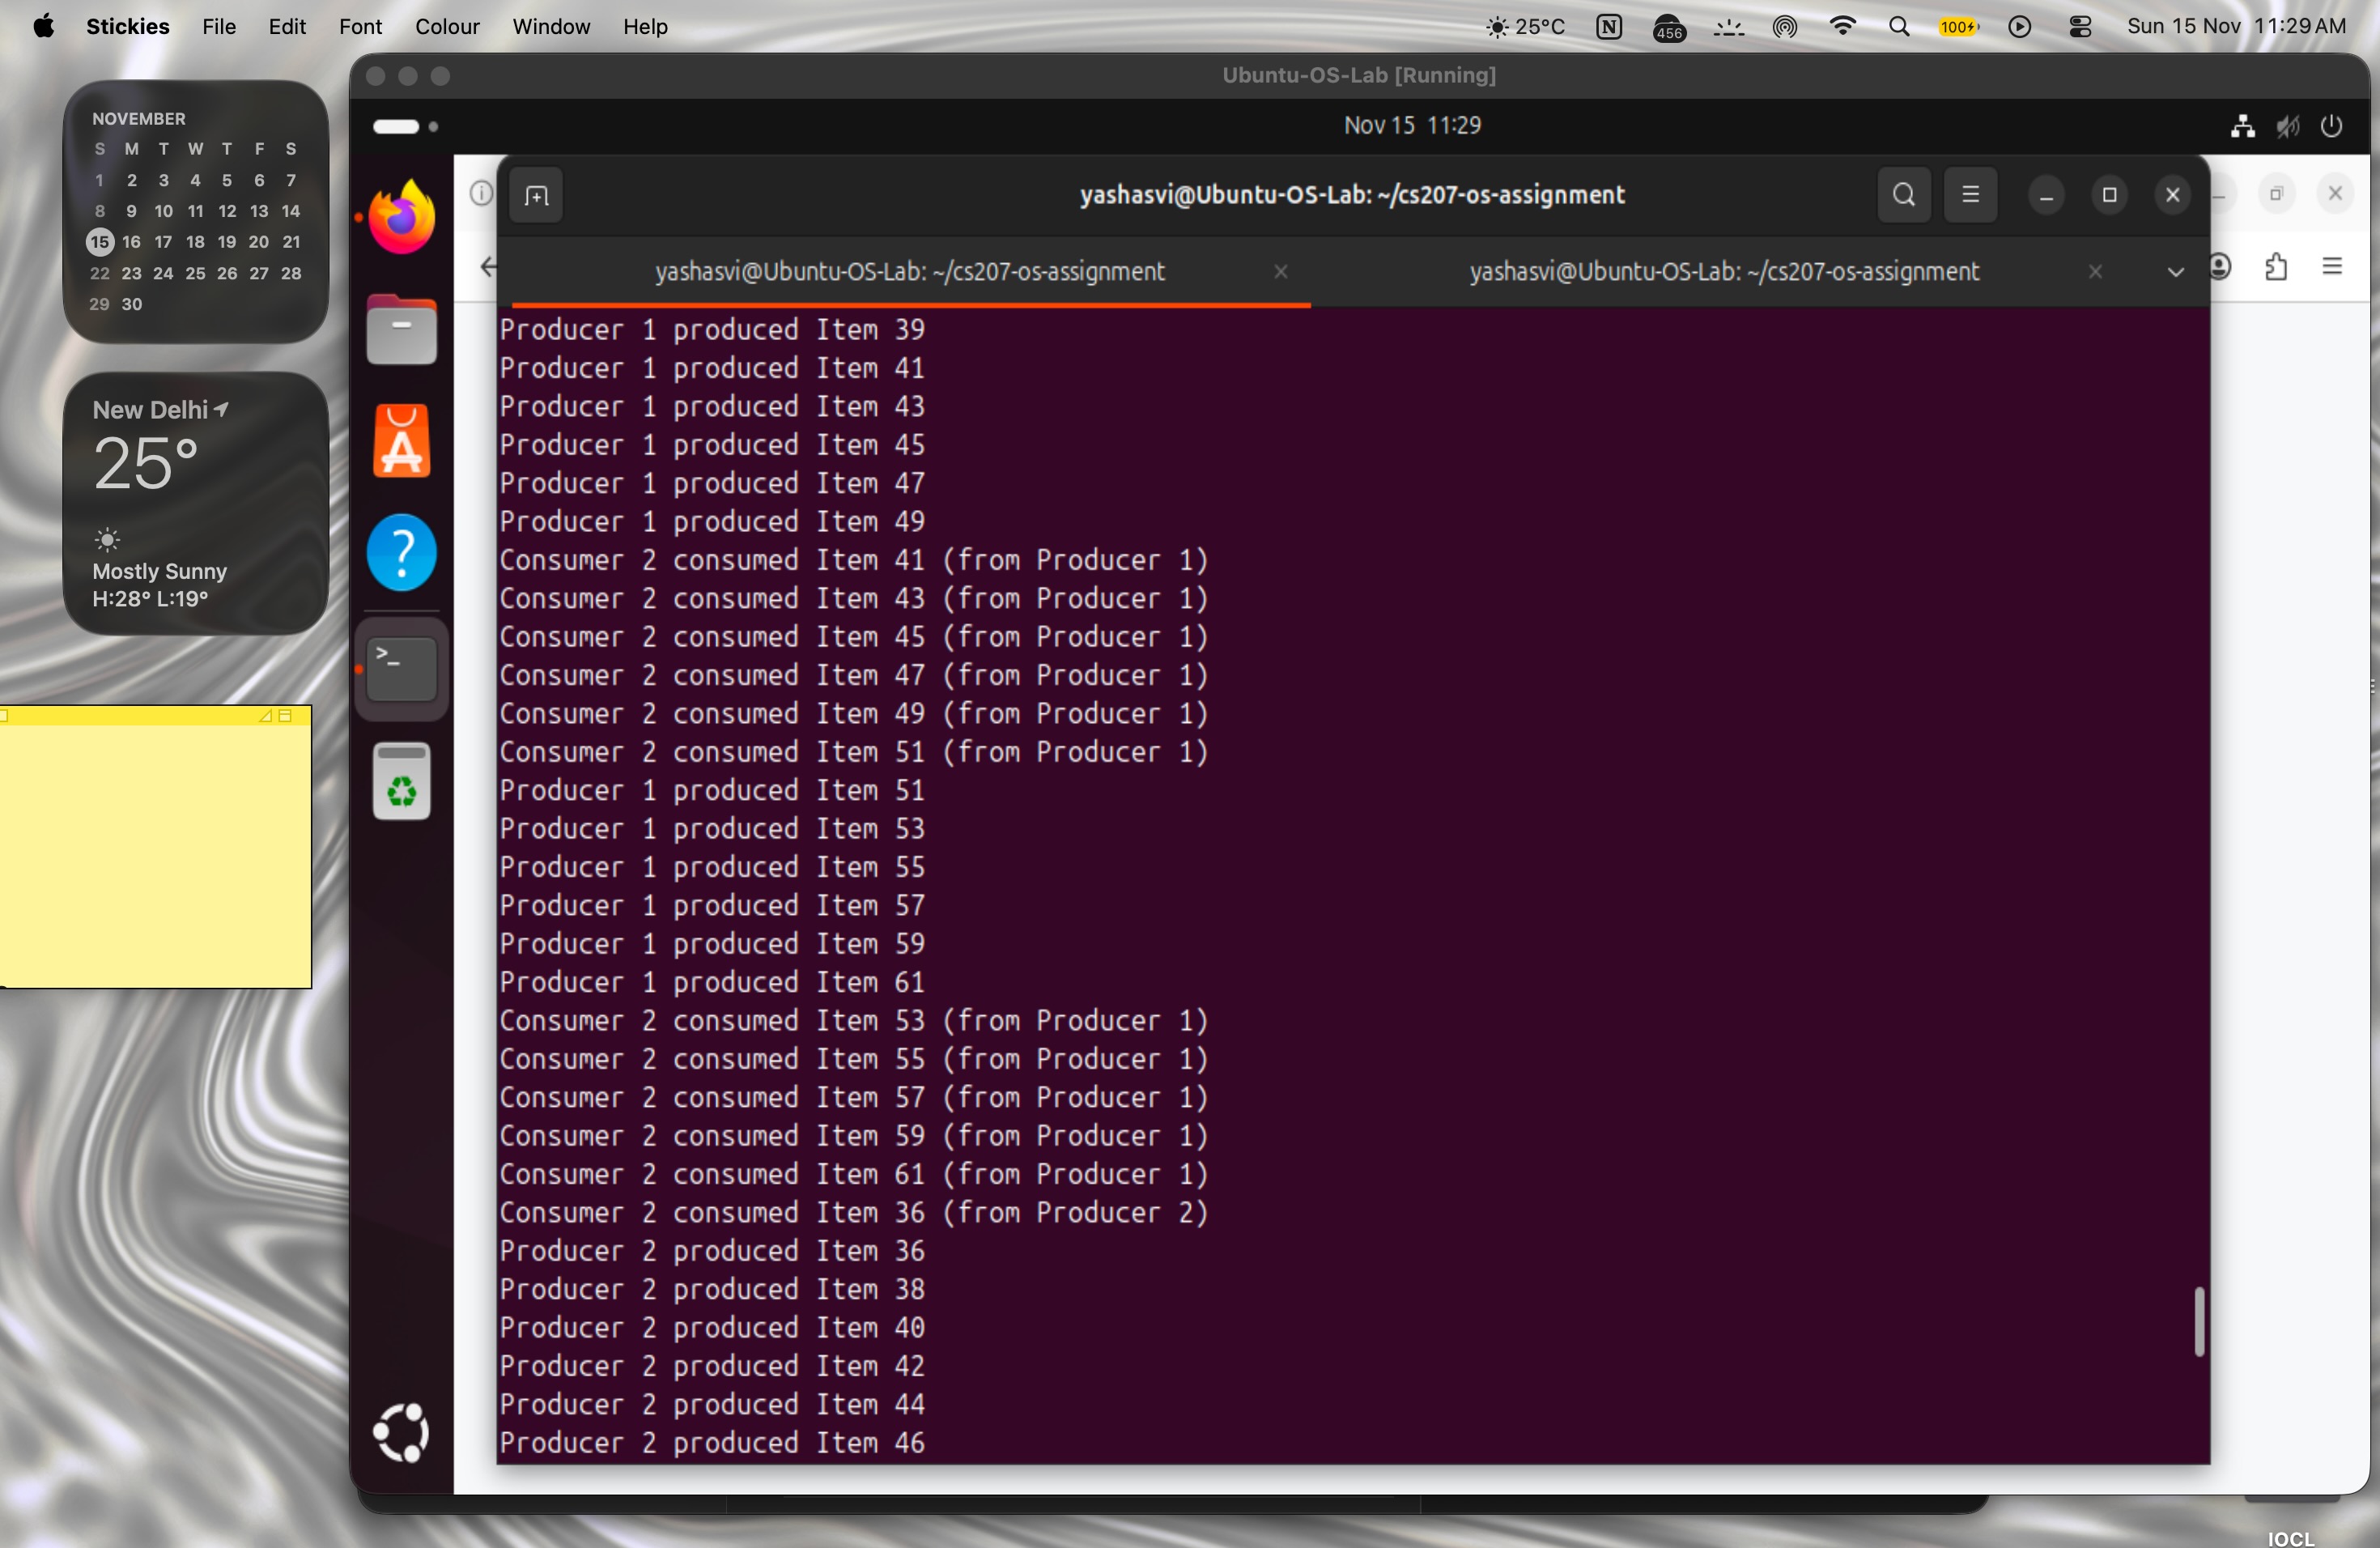 Stickies File Edit Font Colour Window Help 25°C 456 100 Sun 15 Nov 11:29 AM
Ubuntu-OS-Lab [Running]
Nov 15 11:29
NOVEMBER
S M T W T F S
1 2 3 4 5 6 7
8 9 10 11 12 13 14
15 16 17 18 19 20 21
22 23 24 25 26 27 28
29 30
New Delhi
25°
Mostly Sunny
H:28° L:19°
yashasvi@Ubuntu-OS-Lab: ~/cs207-os-assignment
yashasvi@Ubuntu-OS-Lab: ~/cs207-os-assignment yashasvi@Ubuntu-OS-Lab: ~/cs207-os-assignment
Producer 1 produced Item 39
Producer 1 produced Item 41
Producer 1 produced Item 43
Producer 1 produced Item 45
Producer 1 produced Item 47
Producer 1 produced Item 49
Consumer 2 consumed Item 41 (from Producer 1)
Consumer 2 consumed Item 43 (from Producer 1)
Consumer 2 consumed Item 45 (from Producer 1)
Consumer 2 consumed Item 47 (from Producer 1)
Consumer 2 consumed Item 49 (from Producer 1)
Consumer 2 consumed Item 51 (from Producer 1)
Producer 1 produced Item 51
Producer 1 produced Item 53
Producer 1 produced Item 55
Producer 1 produced Item 57
Producer 1 produced Item 59
Producer 1 produced Item 61
Consumer 2 consumed Item 53 (from Producer 1)
Consumer 2 consumed Item 55 (from Producer 1)
Consumer 2 consumed Item 57 (from Producer 1)
Consumer 2 consumed Item 59 (from Producer 1)
Consumer 2 consumed Item 61 (from Producer 1)
Consumer 2 consumed Item 36 (from Producer 2)
Producer 2 produced Item 36
Producer 2 produced Item 38
Producer 2 produced Item 40
Producer 2 produced Item 42
Producer 2 produced Item 44
Producer 2 produced Item 46
IOCL